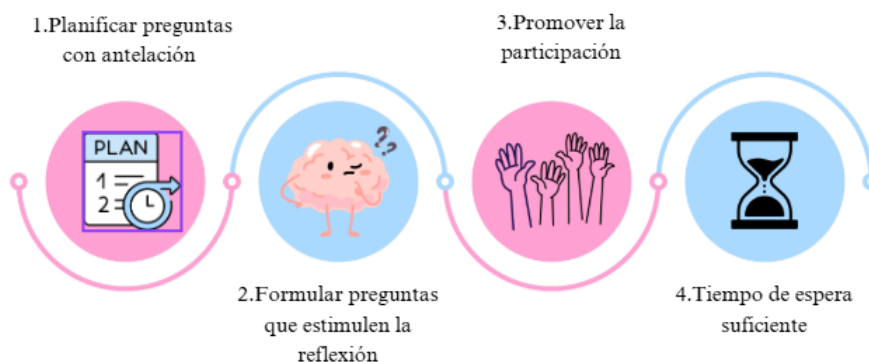 1.Planificar preguntas
con antelación
PLAN
1
2
2.Formular preguntas
que estimulen la
reflexión
??
3.Promover la
participación
4.Tiempo de espera
suficiente